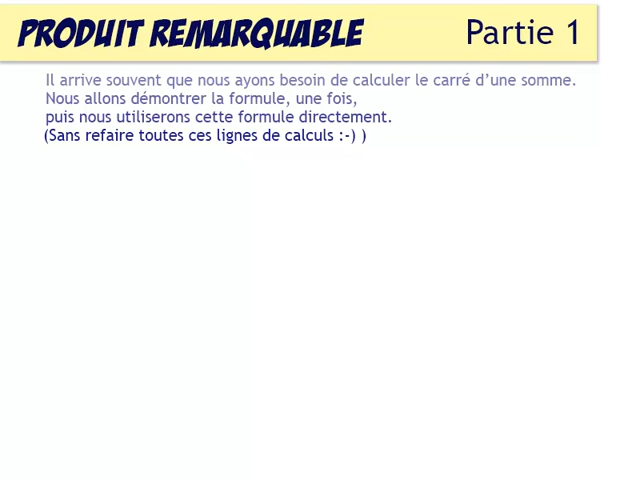 PRODUIT REMARQUABLE Partie 1
Il arrive souvent que nous ayons besoin de calculer le carré d’une somme.
Nous allons démontrer la formule, une fois,
puis nous utiliserons cette formule directement.
(Sans refaire toutes ces lignes de calculs :-) )